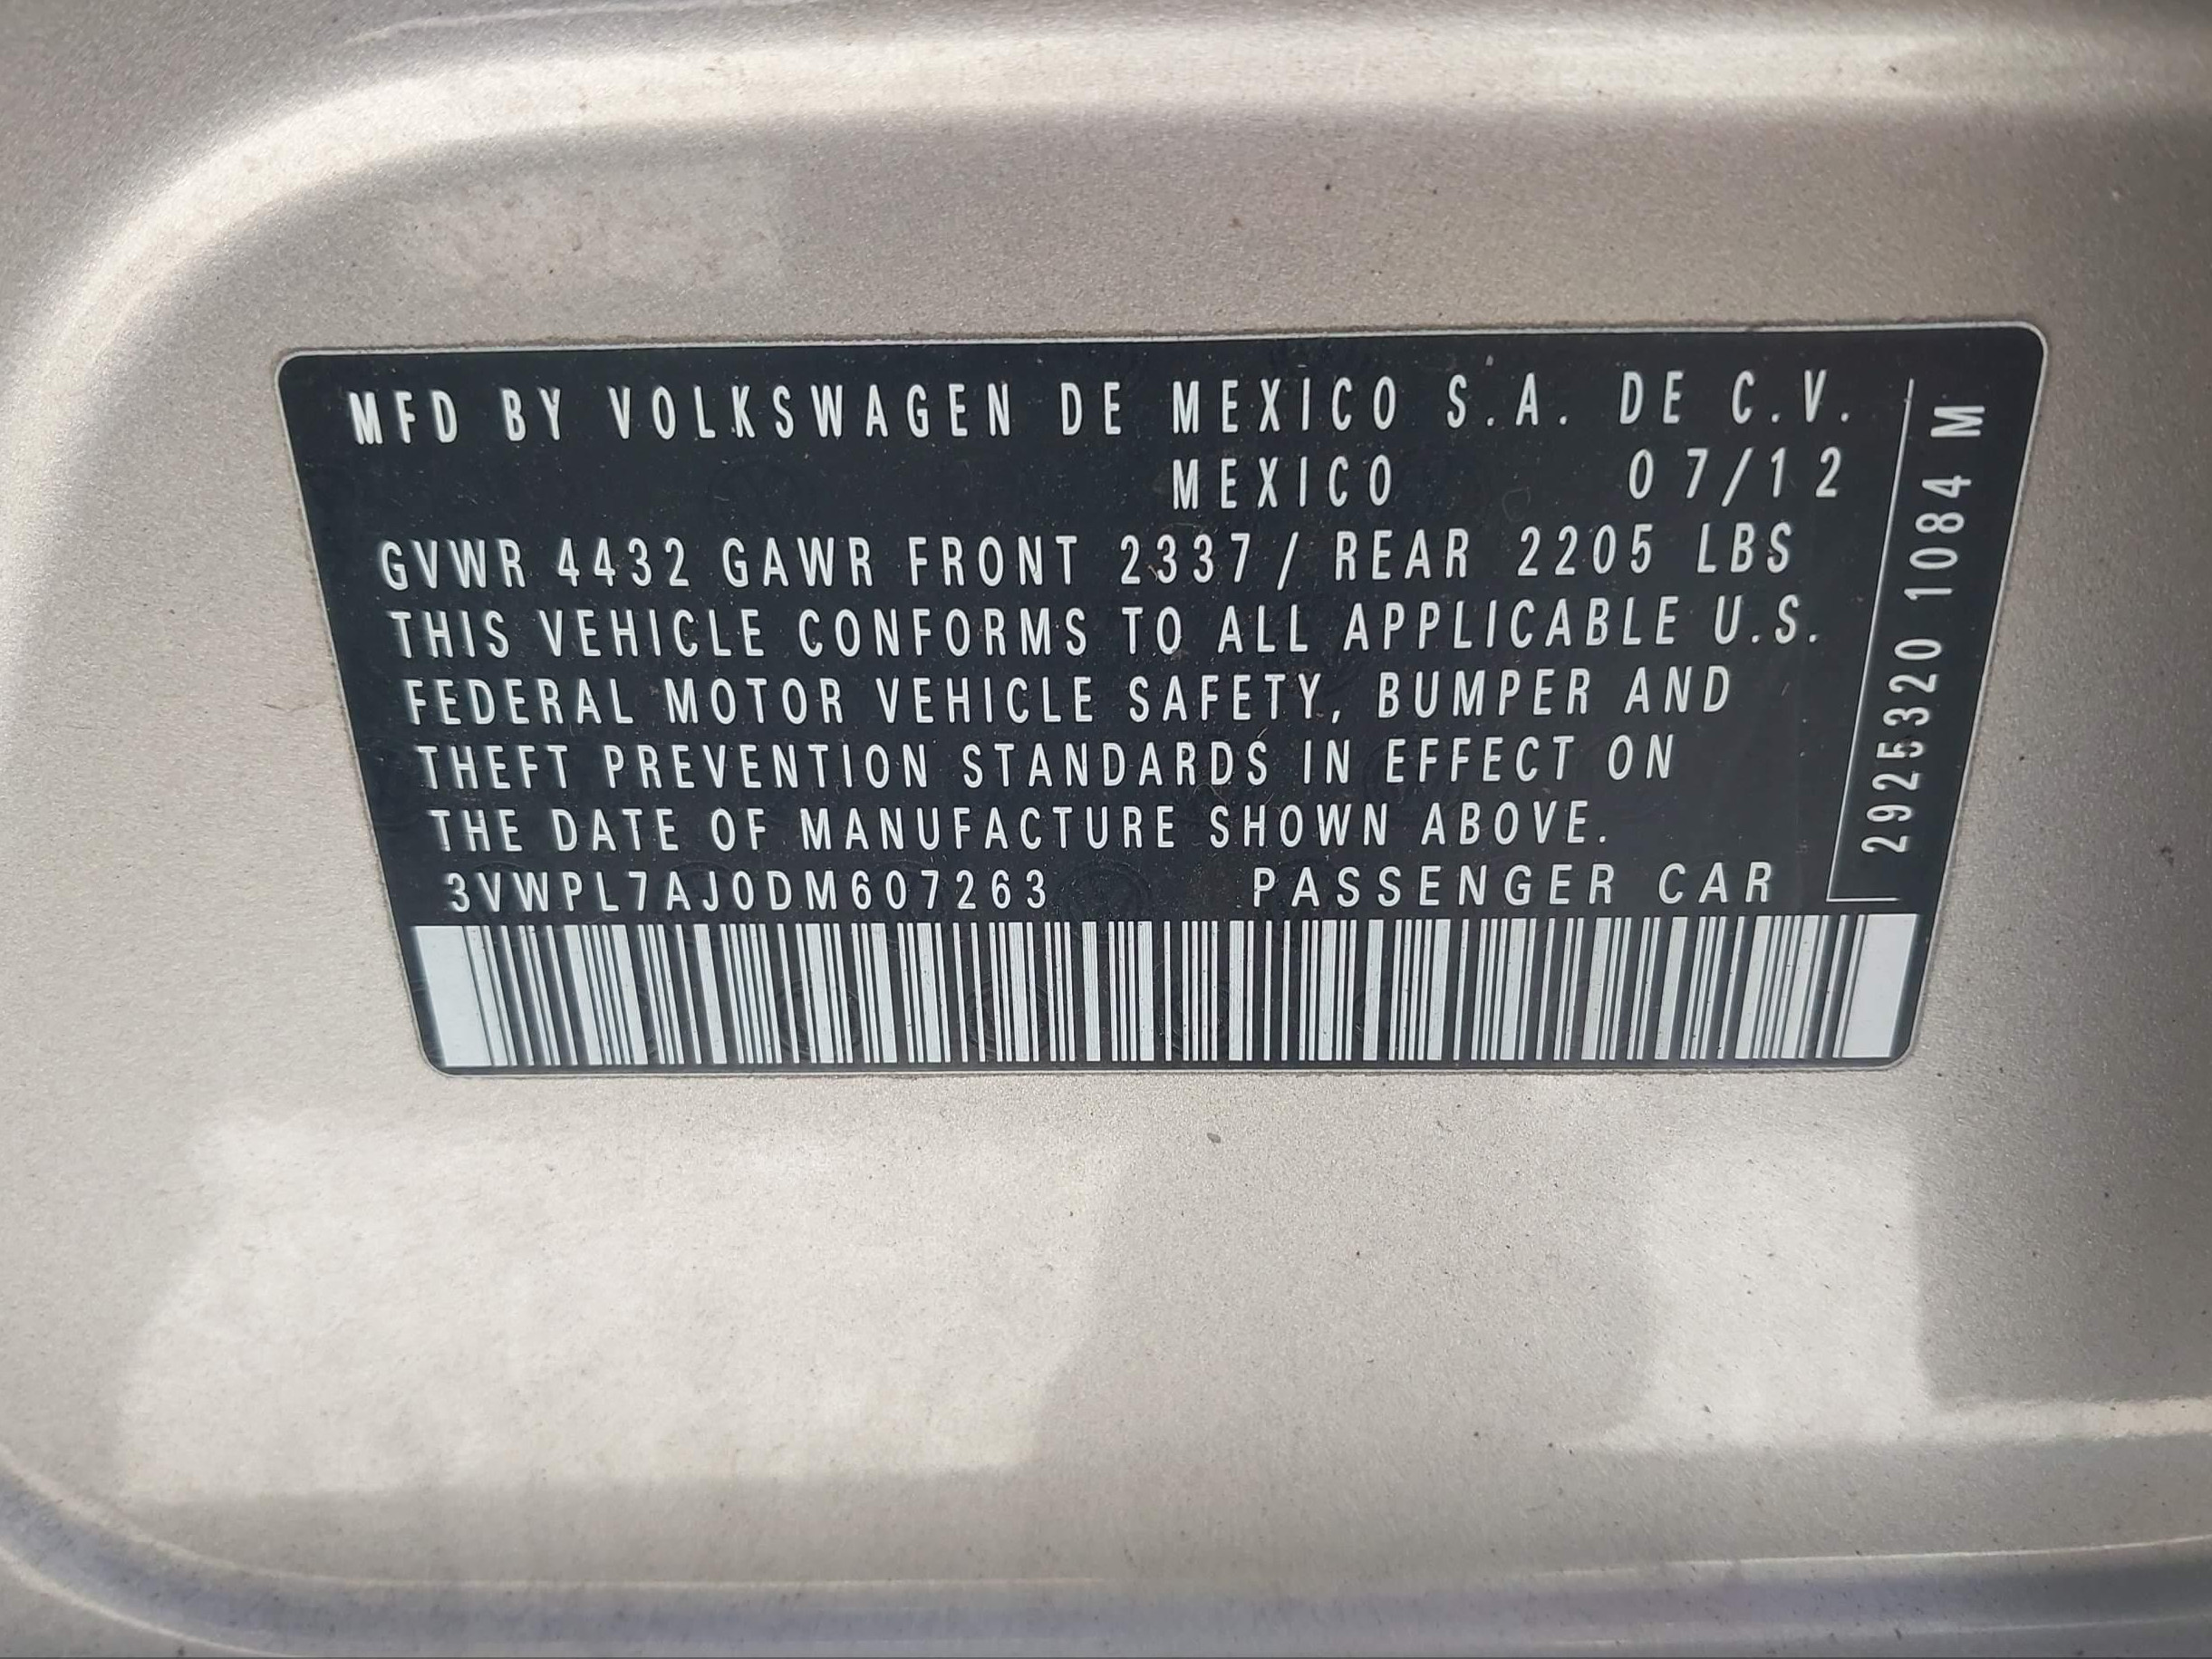 MFD BY VOLKSWAGEN DE MEXICO S.A. DE C.V.
MEXICO 07/12
GVWR 4432 GAWR FRONT 2337/ REAR 2205 LBS
THIS VEHICLE CONFORMS TO ALL APPLICABLE U.S.
FEDERAL MOTOR VEHICLE SAFETY, BUMPER AND
THEFT PREVENTION STANDARDS IN EFFECT ON
THE DATE OF MANUFACTURE SHOWN ABOVE.
3VWPL7AJ0DM607263 PASSENGER CAR
2925320 1084 M